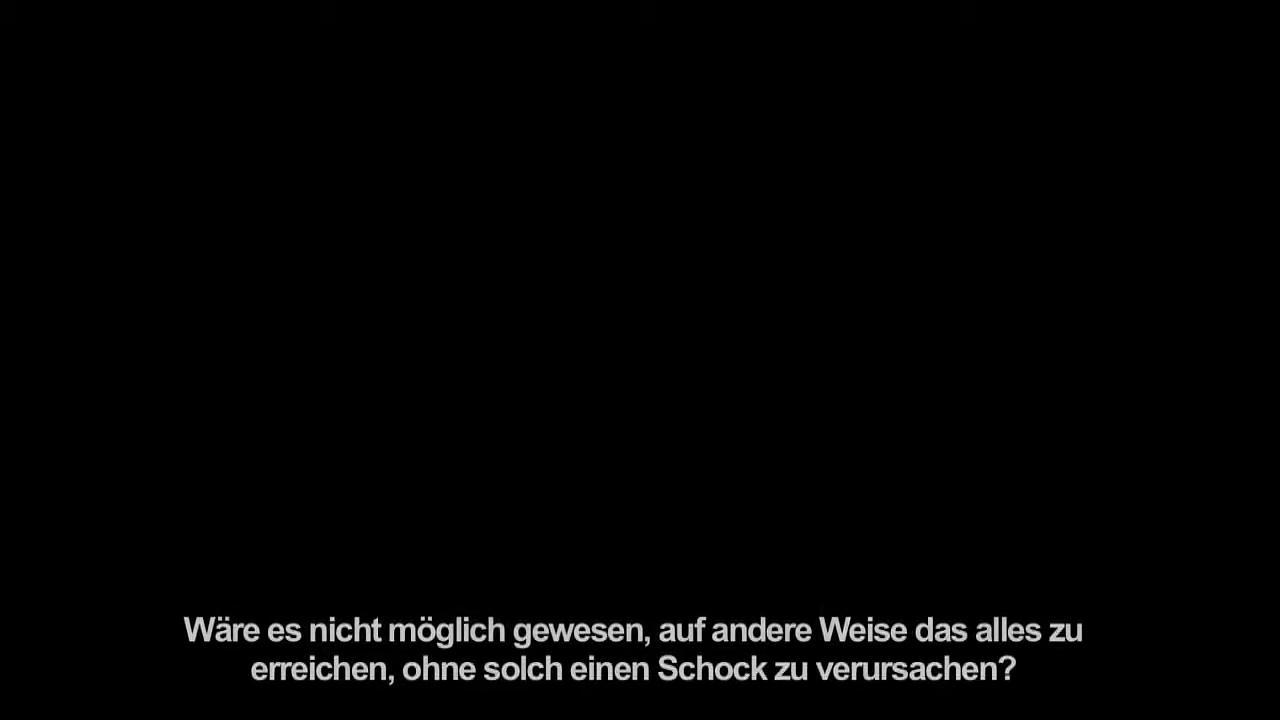 Wäre es nicht möglich gewesen, auf andere Weise das alles zu
erreichen, ohne solch einen Schock zu verursachen?